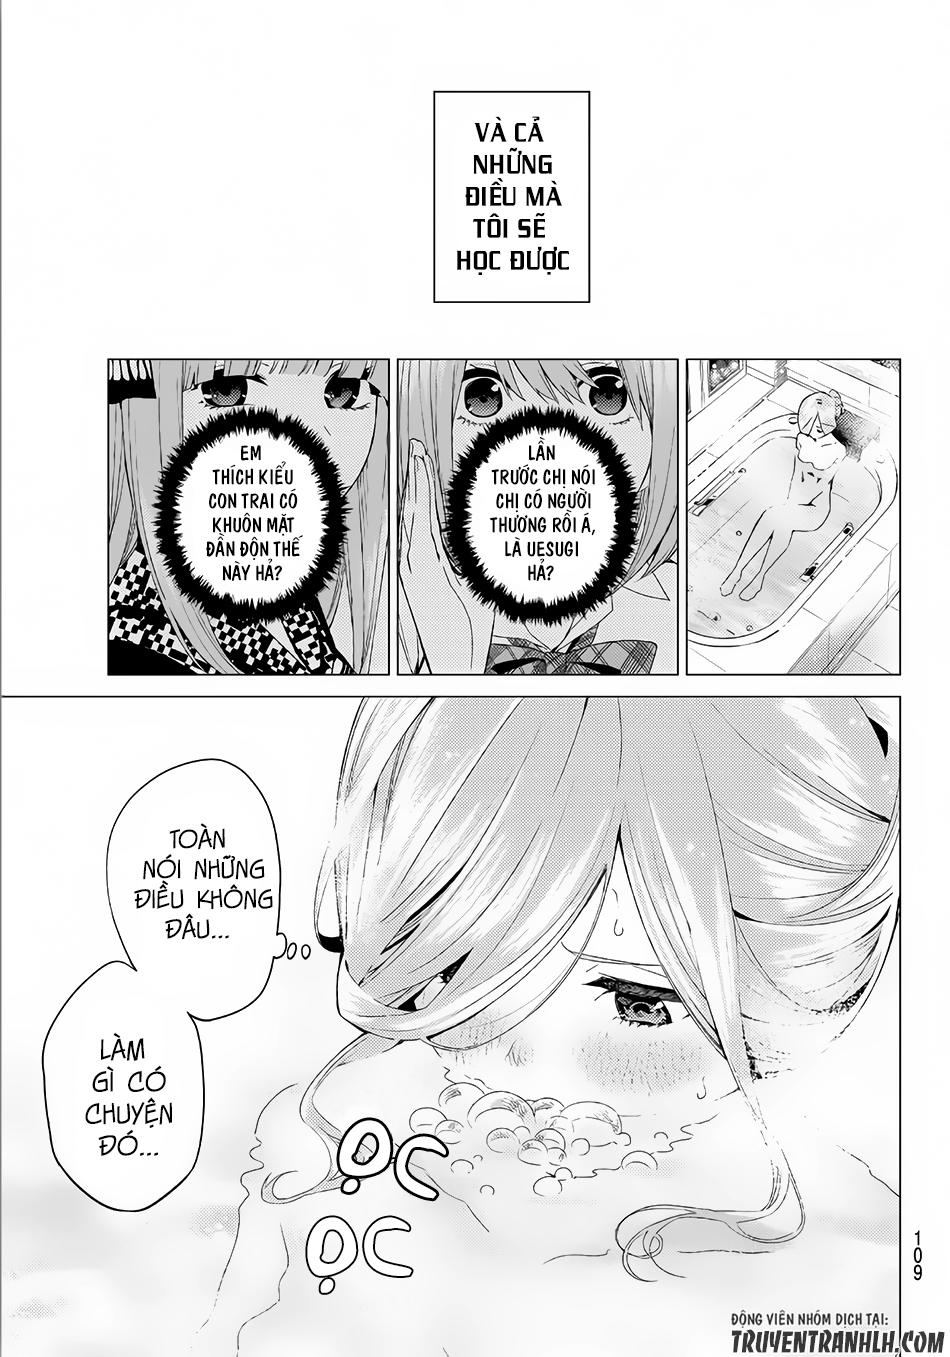 VÀ CẢ
NHỮNG
ĐIỀU MÀ
TÔI SẼ
HỌC ĐƯỢC
LẦN
TRƯỚC CHỊ NÓI
CHỊ CÓ NGƯỜI
THƯƠNG RỒI Á,
LÀ UESUGI
HẢ?
EM
THÍCH KIỂU
CON TRAI CÓ
KHUÔN MẶT
ĐẦN ĐỘN THẾ
NÀY HẢ?
TOÀN
NÓI NHỮNG
ĐIỀU KHÔNG
ĐÂU...
LÀM
GÌ CÓ
CHUYỆN
ĐÓ...
ỌC
ỌC
109
ĐỘNG VIÊN NHÓM DỊCH TẠI:
TRUYENTRANHLH.COM